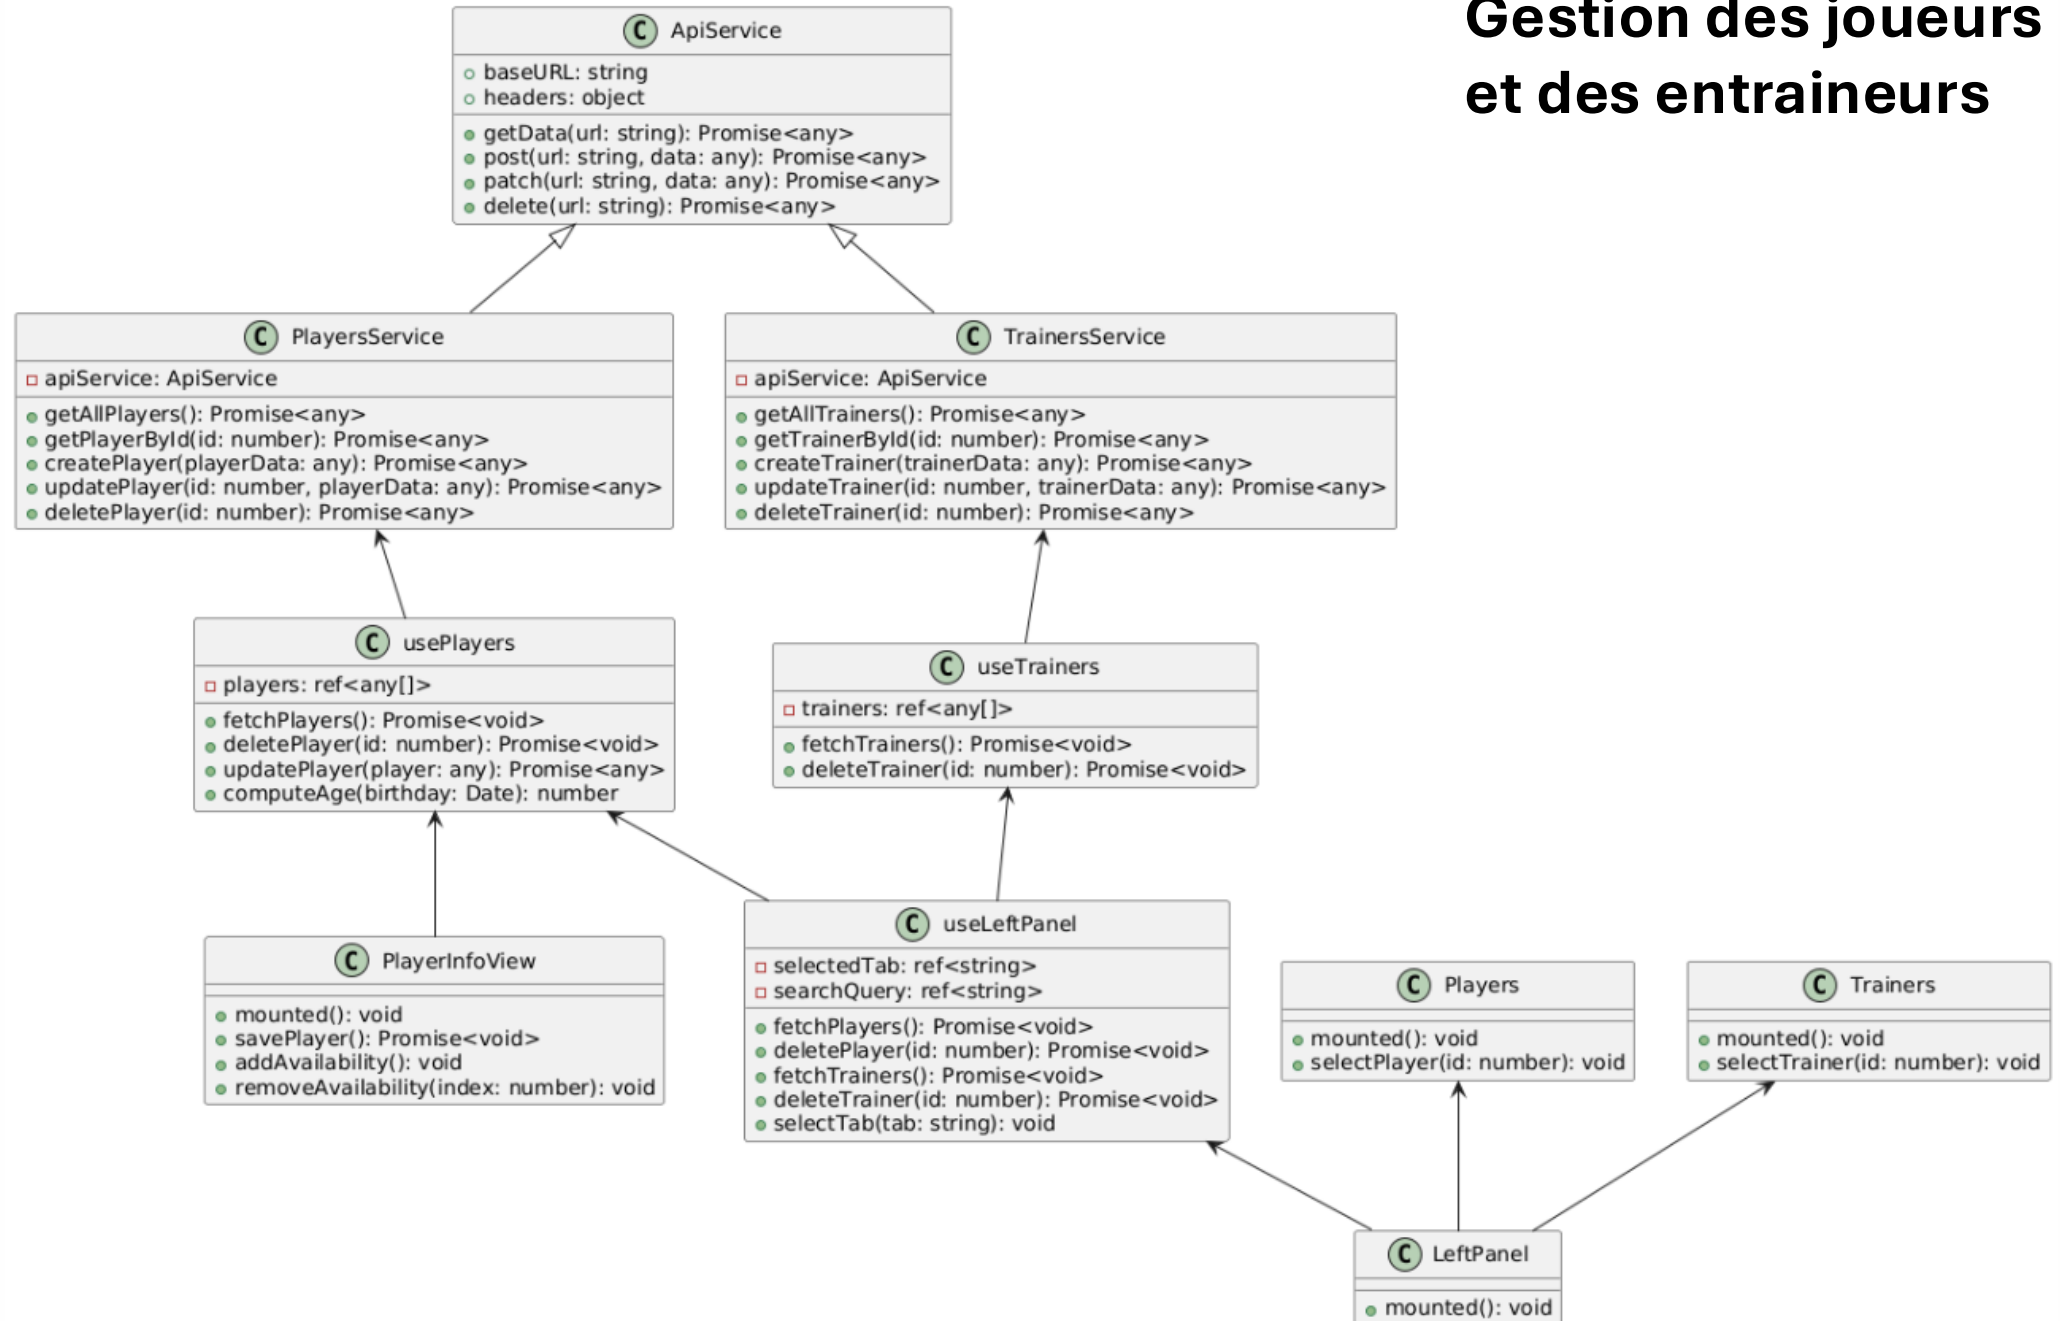 Gestion des joueurs
et des entraineurs
C ApiService
baseURL: string
headers: object
getData(url: string): Promise<any>
post(url: string, data: any): Promise<any>
patch(url: string, data: any): Promise<any>
delete(url: string): Promise<any>
C PlayersService
apiService: ApiService
getAllPlayers(): Promise<any>
getPlayerById(id: number): Promise<any>
createPlayer(playerData: any): Promise<any>
updatePlayer(id: number, playerData: any): Promise<any>
deletePlayer(id: number): Promise<any>
C TrainersService
apiService: ApiService
getAllTrainers(): Promise<any>
getTrainerById(id: number): Promise<any>
createTrainer(trainerData: any): Promise<any>
updateTrainer(id: number, trainerData: any): Promise<any>
deleteTrainer(id: number): Promise<any>
C usePlayers
players: ref<any[]>
fetchPlayers(): Promise<void>
deletePlayer(id: number): Promise<void>
updatePlayer(player: any): Promise<any>
computeAge(birthday: Date): number
C useTrainers
trainers: ref<any[]>
fetchTrainers(): Promise<void>
deleteTrainer(id: number): Promise<void>
C PlayerInfoView
mounted(): void
savePlayer(): Promise<void>
addAvailability(): void
removeAvailability(index: number): void
C useLeftPanel
selectedTab: ref<string>
searchQuery: ref<string>
fetchPlayers(): Promise<void>
deletePlayer(id: number): Promise<void>
fetchTrainers(): Promise<void>
deleteTrainer(id: number): Promise<void>
selectTab(tab: string): void
C Players
mounted(): void
selectPlayer(id: number): void
C Trainers
mounted(): void
selectTrainer(id: number): void
C LeftPanel
mounted(): void